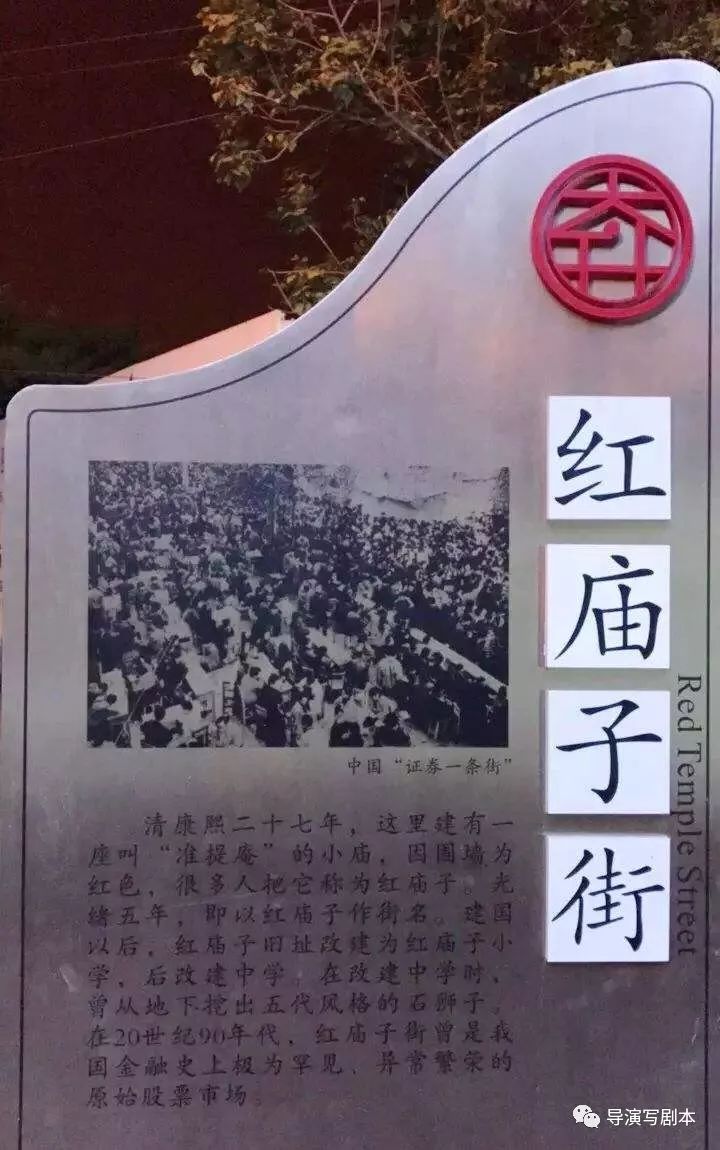 红庙子街
Red Temple Street
中国“证券一条街”
清康熙二十七年，这里建有一
座叫“准提庵”的小庙，因围墙为
红色，很多人把它称为红庙子。光
绪五年，即以红庙子作街名。建国
以后，红庙子旧址改建为红庙子小
学，后改建中学。在改建中学时，
曾从地下挖出五代风格的石狮子。
在20世纪90年代，红庙子街曾是我
国金融史上极为罕见、异常繁荣的
原始股票市场。
导演写剧本